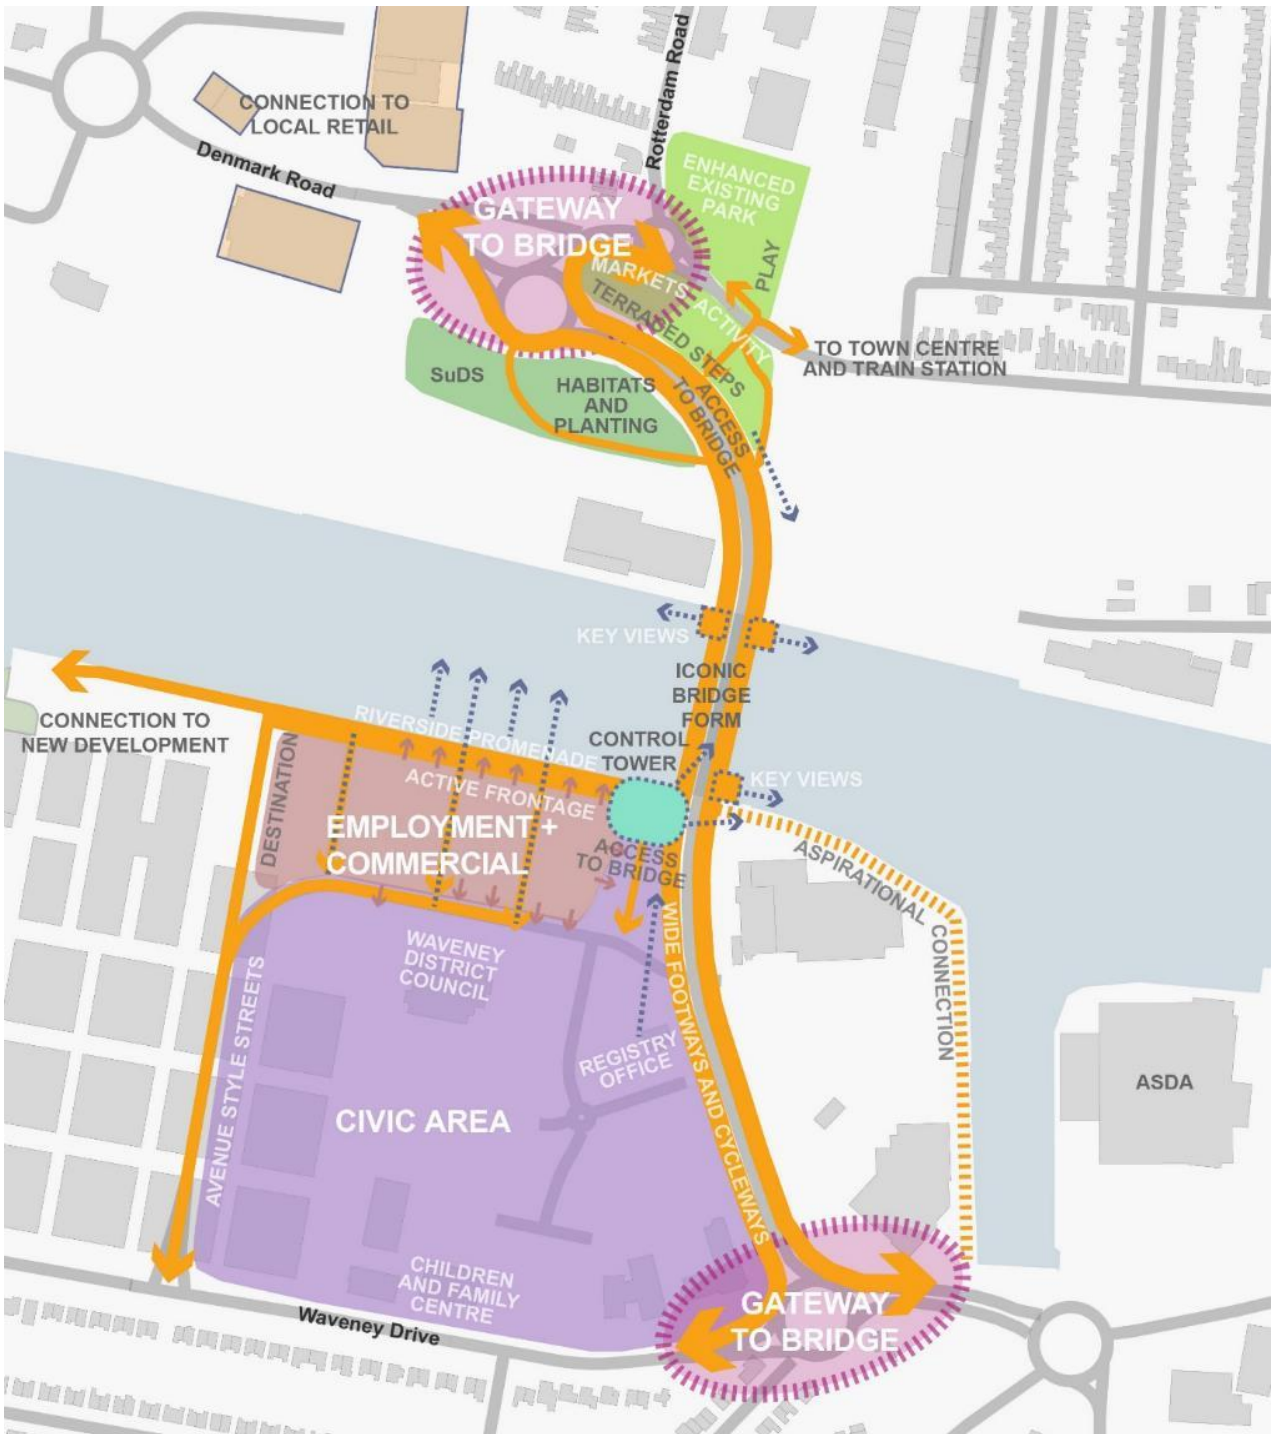 Rotterdam Road
CONNECTION TO
LOCAL RETAIL
Denmark Road
ENHANCED
EXISTING
PARK
GATEWAY
TO BRIDGE
PLAY
MARKETS
ACTIVITY
TERRACED STEPS
TO TOWN CENTRE
AND TRAIN STATION
SuDS
HABITATS
AND
PLANTING
ACCESS
TO BRIDGE
KEY VIEWS
ICONIC
BRIDGE
FORM
CONNECTION TO
NEW DEVELOPMENT
RIVERSIDE PROMENADE
CONTROL
TOWER
KEY VIEWS
DESTINATION
ACTIVE FRONTAGE
EMPLOYMENT +
COMMERCIAL
ACCESS
TO BRIDGE
ASPIRATIONAL
CONNECTION
WAVENEY
DISTRICT
COUNCIL
WIDE FOOTWAYS AND CYCLEWAYS
AVENUE STYLE STREETS
REGISTRY
OFFICE
ASDA
CIVIC AREA
CHILDREN
AND FAMILY
CENTRE
Waveney Drive
GATEWAY
TO BRIDGE